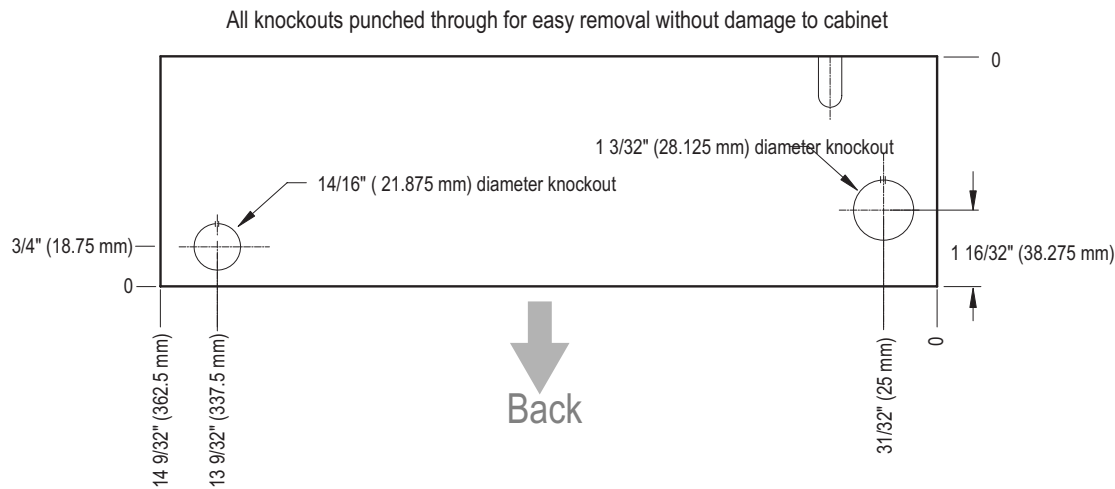 All knockouts punched through for easy removal without damage to cabinet
0
1 3/32" (28.125 mm) diameter knockout
14/16" ( 21.875 mm) diameter knockout
3/4" (18.75 mm)
1 16/32" (38.275 mm)
0
14 9/32" (362.5 mm)
13 9/32" (337.5 mm)
Back
31/32" (25 mm)
0